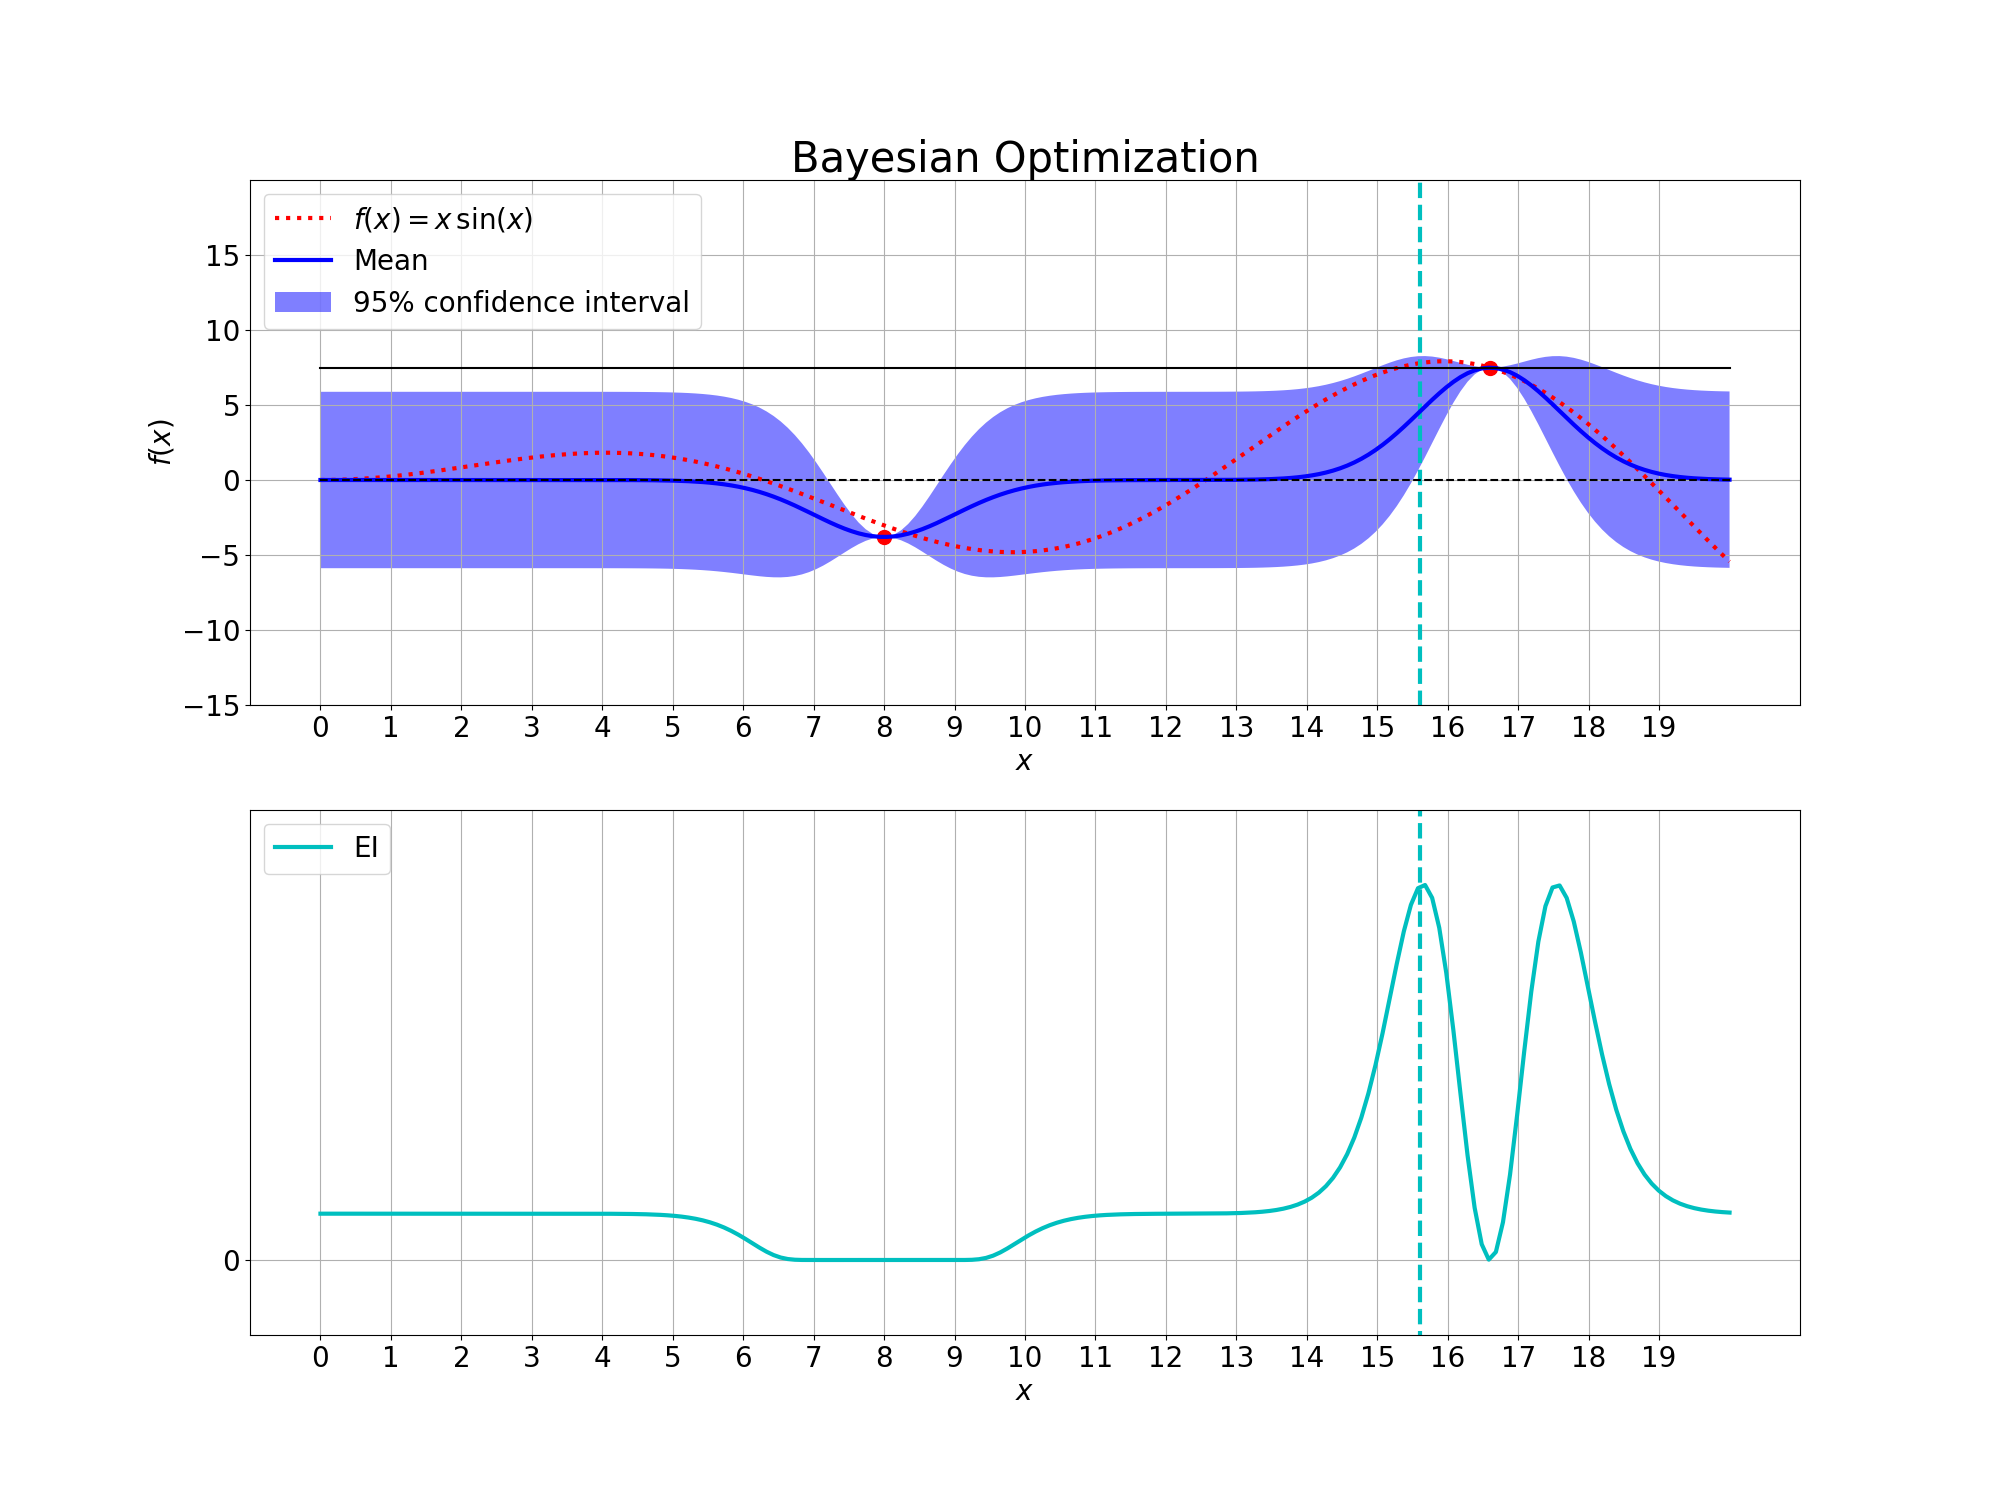 Bayesian Optimization
f(x) = x sin(x)
Mean
95% confidence interval
15
10
5
0
−5
−10
−15
f(x)
0 1 2 3 4 5 6 7 8 9 10 11 12 13 14 15 16 17 18 19
x
EI
0
0 1 2 3 4 5 6 7 8 9 10 11 12 13 14 15 16 17 18 19
x